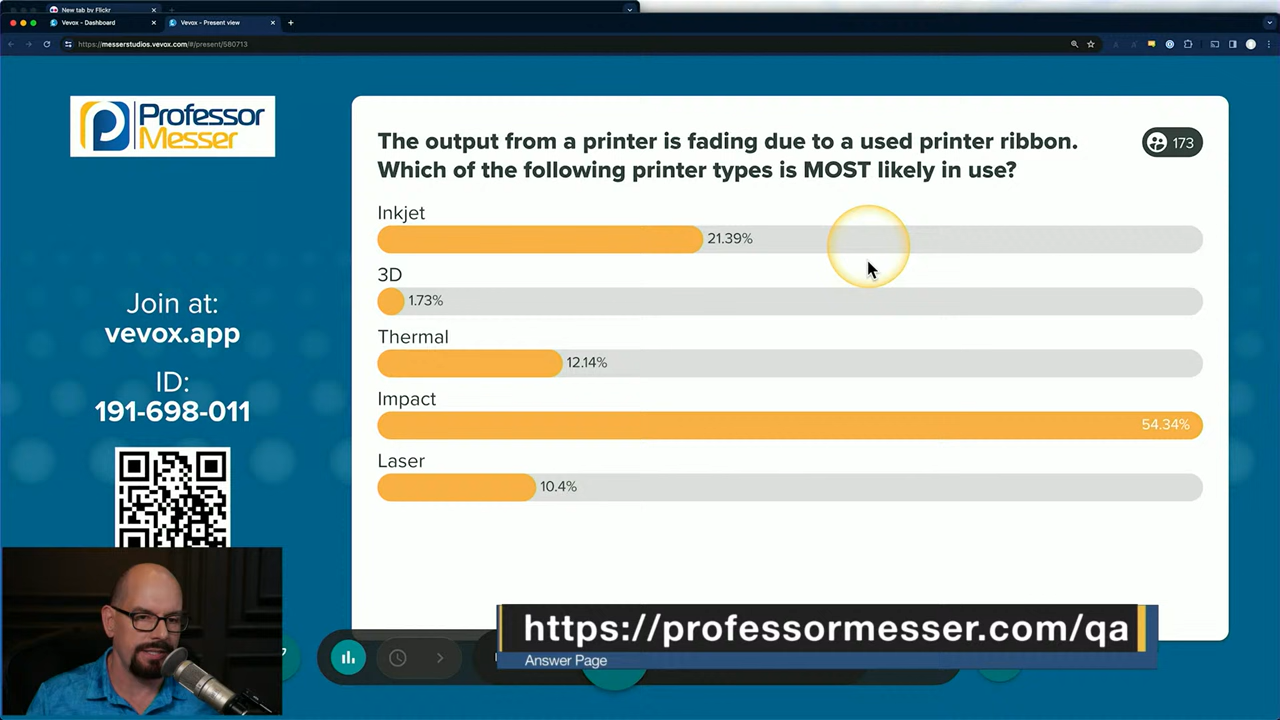 New tab by Flickr
Vevox - Dashboard
Vevox - Present view
https://messerstudios.vevox.com/#/present/580713
Professor
Messer
The output from a printer is fading due to a used printer ribbon.
Which of the following printer types is MOST likely in use?
173
Inkjet
21.39%
3D
1.73%
Thermal
12.14%
Impact
54.34%
Laser
10.4%
Join at:
vevox.app
ID:
191-698-011
https://professormesser.com/qa
Answer Page